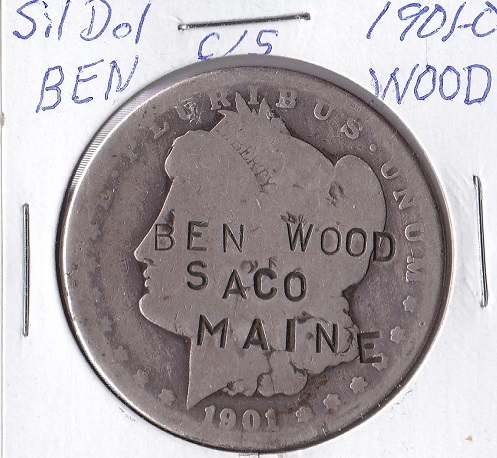 Sil Dol C/S 1901-O
BEN WOOD
PLURIBUS · UNUM
LIBERTY
BEN WOOD
SACO
MAINE
1901